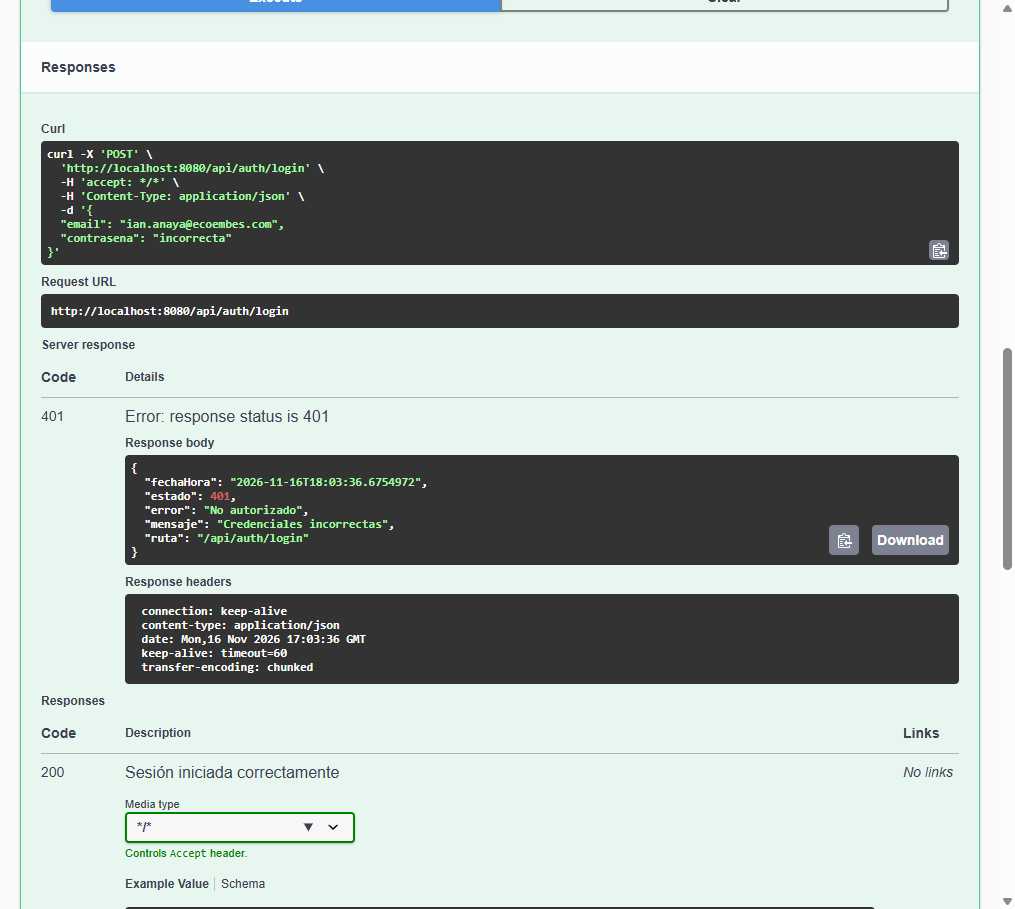 Responses
Curl
curl -X 'POST' \
'http://localhost:8080/api/auth/login' \
-H 'accept: */*' \
-H 'Content-Type: application/json' \
-d '{
"email": "ian.anaya@ecoembes.com",
"contrasena": "incorrecta"
}'
Request URL
http://localhost:8080/api/auth/login
Server response
Code Details
401 Error: response status is 401
Response body
{
"fechaHora": "2026-11-16T18:03:36.6754972",
"estado": 401,
"error": "No autorizado",
"mensaje": "Credenciales incorrectas",
"ruta": "/api/auth/login"
}
Download
Response headers
connection: keep-alive
content-type: application/json
date: Mon,16 Nov 2026 17:03:36 GMT
keep-alive: timeout=60
transfer-encoding: chunked
Responses
Code Description Links
200 Sesión iniciada correctamente No links
Media type
*/*
Controls Accept header.
Example Value Schema